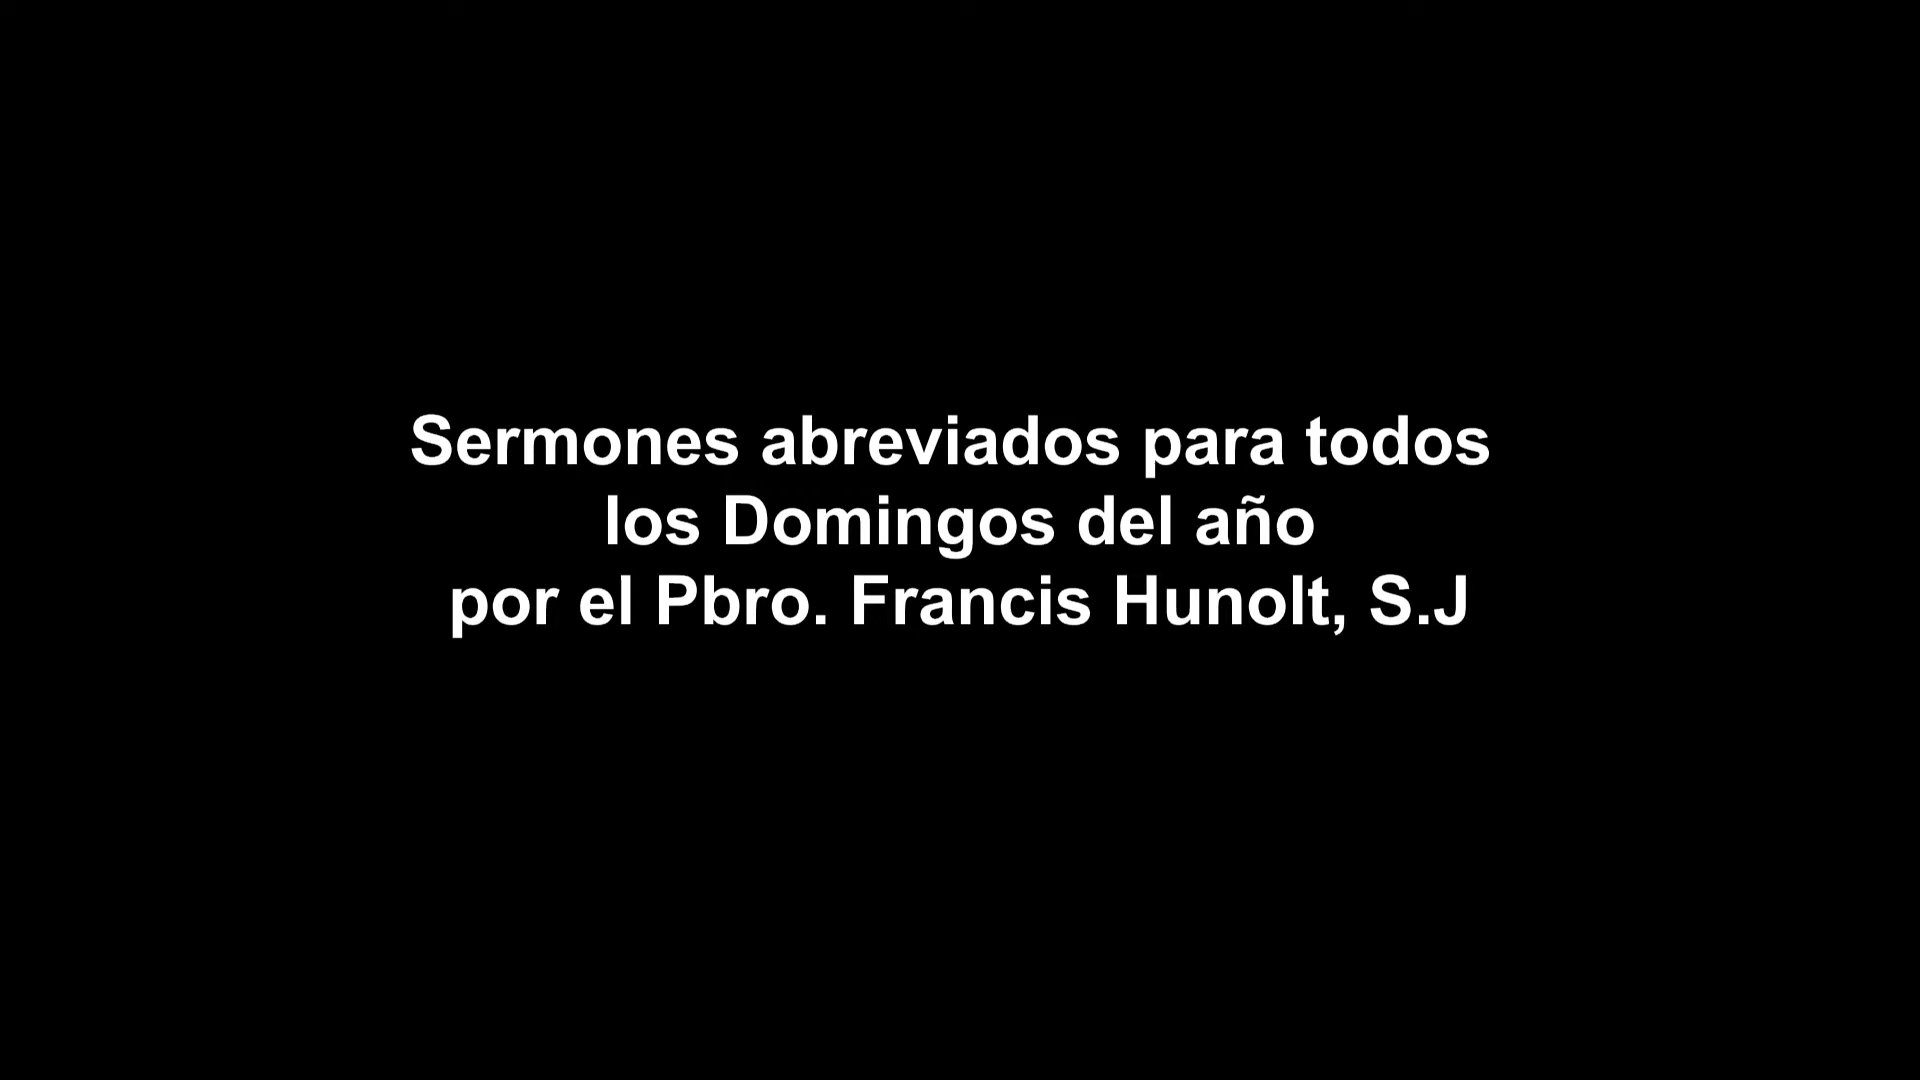 Sermones abreviados para todos
los Domingos del año
por el Pbro. Francis Hunolt, S.J